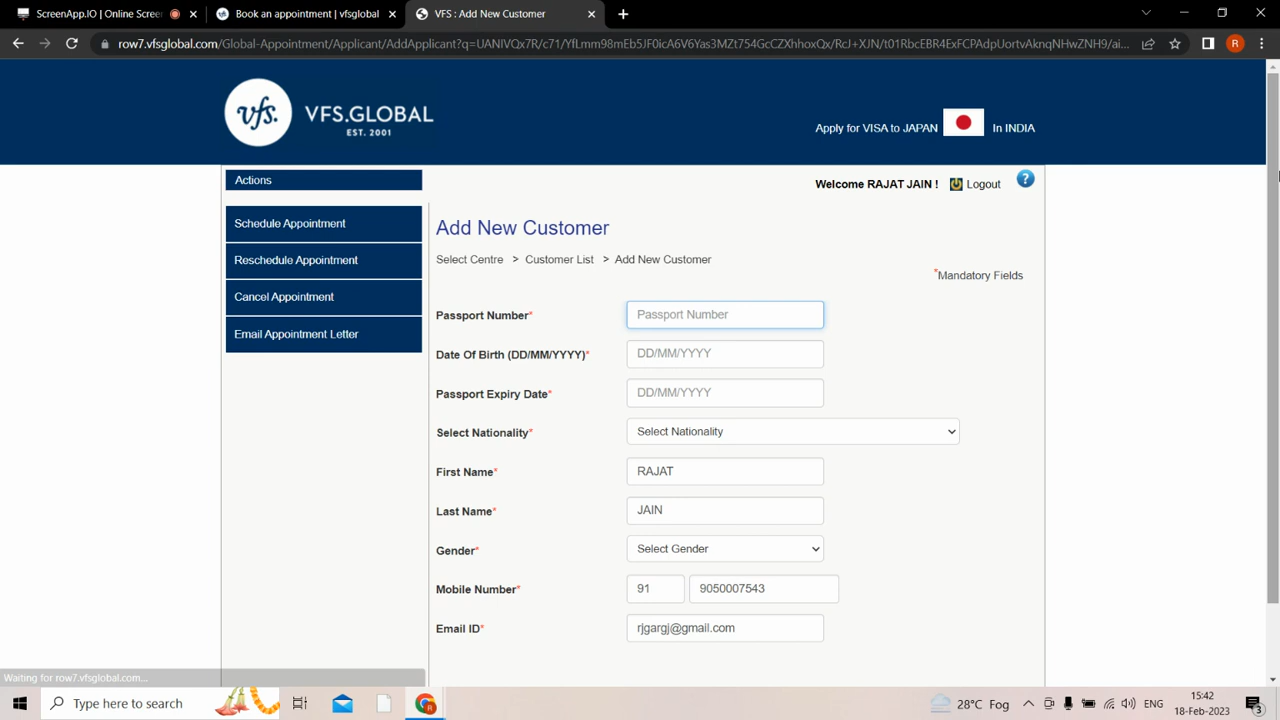 ScreenApp.IO | Online Screen
Book an appointment | vfsglobal
VFS : Add New Customer
row7.vfsglobal.com/Global-Appointment/Applicant/AddApplicant?q=UANIVQx7R/c71/YfLmm98mEb5JF0icA6V6Yas3MZt754GcCZXhhoxQx/RcJ+XJN/t01RbcEBR4ExFCPAdpUortvAknqNHwZNH9/ai...
R
vfs.
VFS.GLOBAL
EST. 2001
Apply for VISA to JAPAN In INDIA
Actions
Welcome RAJAT JAIN ! Logout ?
Schedule Appointment
Reschedule Appointment
Cancel Appointment
Email Appointment Letter
Add New Customer
Select Centre > Customer List > Add New Customer
*Mandatory Fields
Passport Number* Passport Number
Date Of Birth (DD/MM/YYYY)* DD/MM/YYYY
Passport Expiry Date* DD/MM/YYYY
Select Nationality* Select Nationality
First Name* RAJAT
Last Name* JAIN
Gender* Select Gender
Mobile Number* 91 9050007543
Email ID* rjgargj@gmail.com
Waiting for row7.vfsglobal.com...
Type here to search
R
28°C Fog
ENG
15:42
18-Feb-2023
3